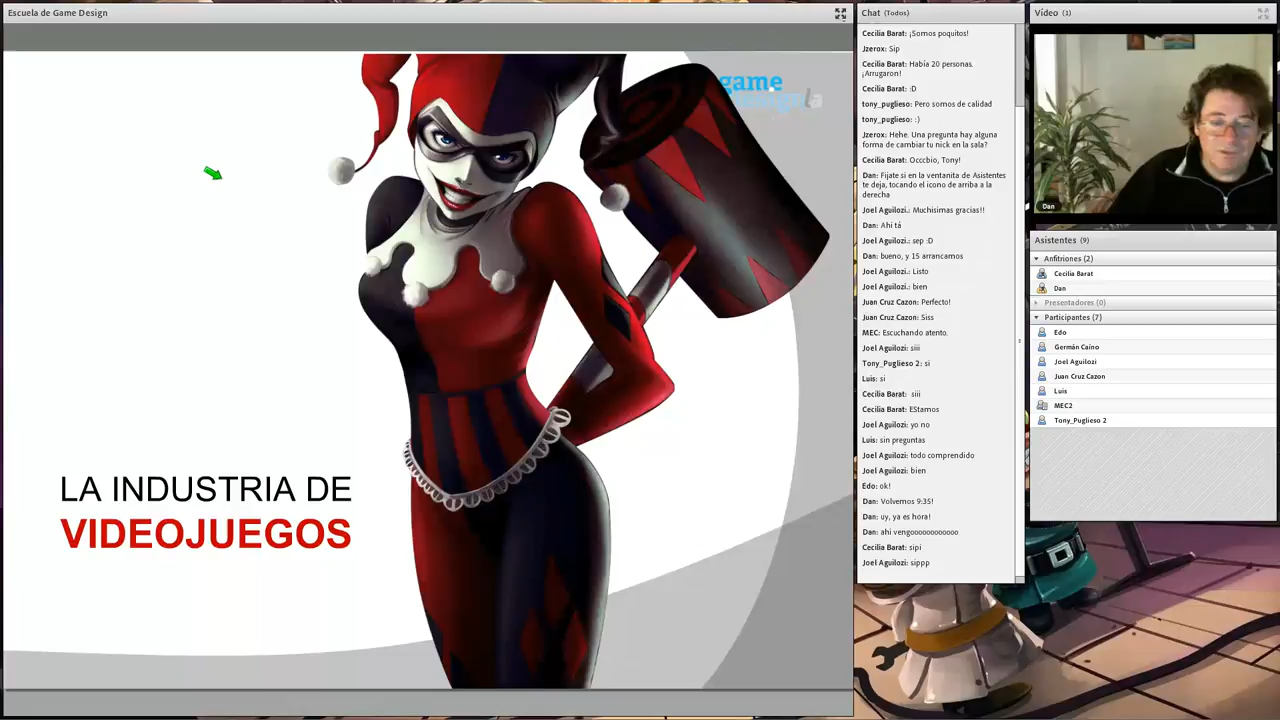 Escuela de Game Design
game
design.la
LA INDUSTRIA DE
VIDEOJUEGOS
Chat (Todos)
Cecilia Barat: ¡Somos poquitos!
Jzerox: Sip
Cecilia Barat: Había 20 personas.
¡Arrugaron!
Cecilia Barat: :D
tony_puglieso: Pero somos de calidad
tony_puglieso: :)
Jzerox: Hehe. Una pregunta hay alguna
forma de cambiar tu nick en la sala?
Cecilia Barat: Occcbio, Tony!
Dan: Fijate si en la ventanita de Asistentes
te deja, tocando el icono de arriba a la
derecha
Joel Aguilozi.: Muchisimas gracias!!
Dan: Ahi tá
Joel Aguilozi.: sep :D
Dan: bueno, y 15 arrancamos
Joel Aguilozi.: Listo
Joel Aguilozi.: bien
Juan Cruz Cazon: Perfecto!
Juan Cruz Cazon: Siss
MEC: Escuchando atento.
Joel Aguilozi: siii
Tony_Puglieso 2: si
Luis: si
Cecilia Barat: siii
Cecilia Barat: EStamos
Joel Aguilozi: yo no
Luis: sin preguntas
Joel Aguilozi: todo comprendido
Joel Aguilozi: bien
Edo: ok!
Dan: Volvemos 9:35!
Dan: uy, ya es hora!
Dan: ahi vengooooooooooo
Cecilia Barat: sipi
Joel Aguilozi: sippp
Vídeo (1)
Dan
Asistentes (9)
Anfitriones (2)
Cecilia Barat
Dan
Presentadores (0)
Participantes (7)
Edo
Germán Caíno
Joel Aguilozi
Juan Cruz Cazon
Luis
MEC2
Tony_Puglieso 2